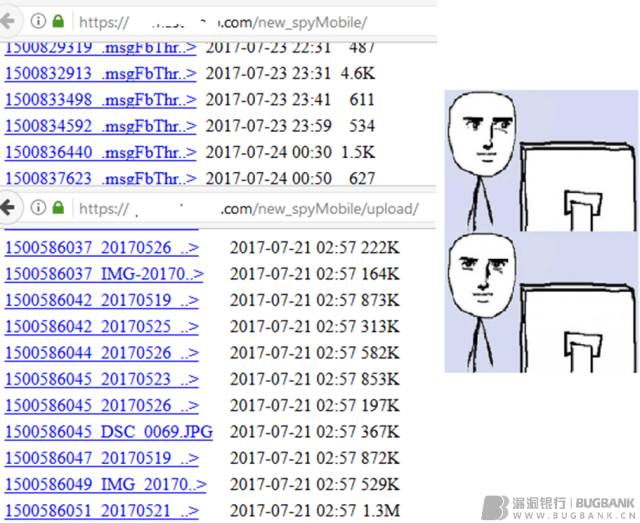 https:// .com/new_spyMobile/
1500829319_.msgFbThr..> 2017-07-23 22:31 487
1500832913_.msgFbThr..> 2017-07-23 23:31 4.6K
1500833498_.msgFbThr..> 2017-07-23 23:41 611
1500834592_.msgFbThr..> 2017-07-23 23:59 534
1500836440_.msgFbThr..> 2017-07-24 00:30 1.5K
1500837623_.msgFbThr..> 2017-07-24 00:50 627
https:// .com/new_spyMobile/upload/
1500586037_20170526_..> 2017-07-21 02:57 222K
1500586037_IMG-20170..> 2017-07-21 02:57 164K
1500586042_20170519_..> 2017-07-21 02:57 873K
1500586042_20170525_..> 2017-07-21 02:57 313K
1500586044_20170526_..> 2017-07-21 02:57 582K
1500586045_20170523_..> 2017-07-21 02:57 853K
1500586045_20170526_..> 2017-07-21 02:57 197K
1500586045_DSC_0069.JPG 2017-07-21 02:57 367K
1500586047_20170519_..> 2017-07-21 02:57 872K
1500586049_IMG_20170..> 2017-07-21 02:57 529K
1500586051_20170521_..> 2017-07-21 02:57 1.3M
漏洞银行 | BUGBANK
WWW.BUGBANK.CN